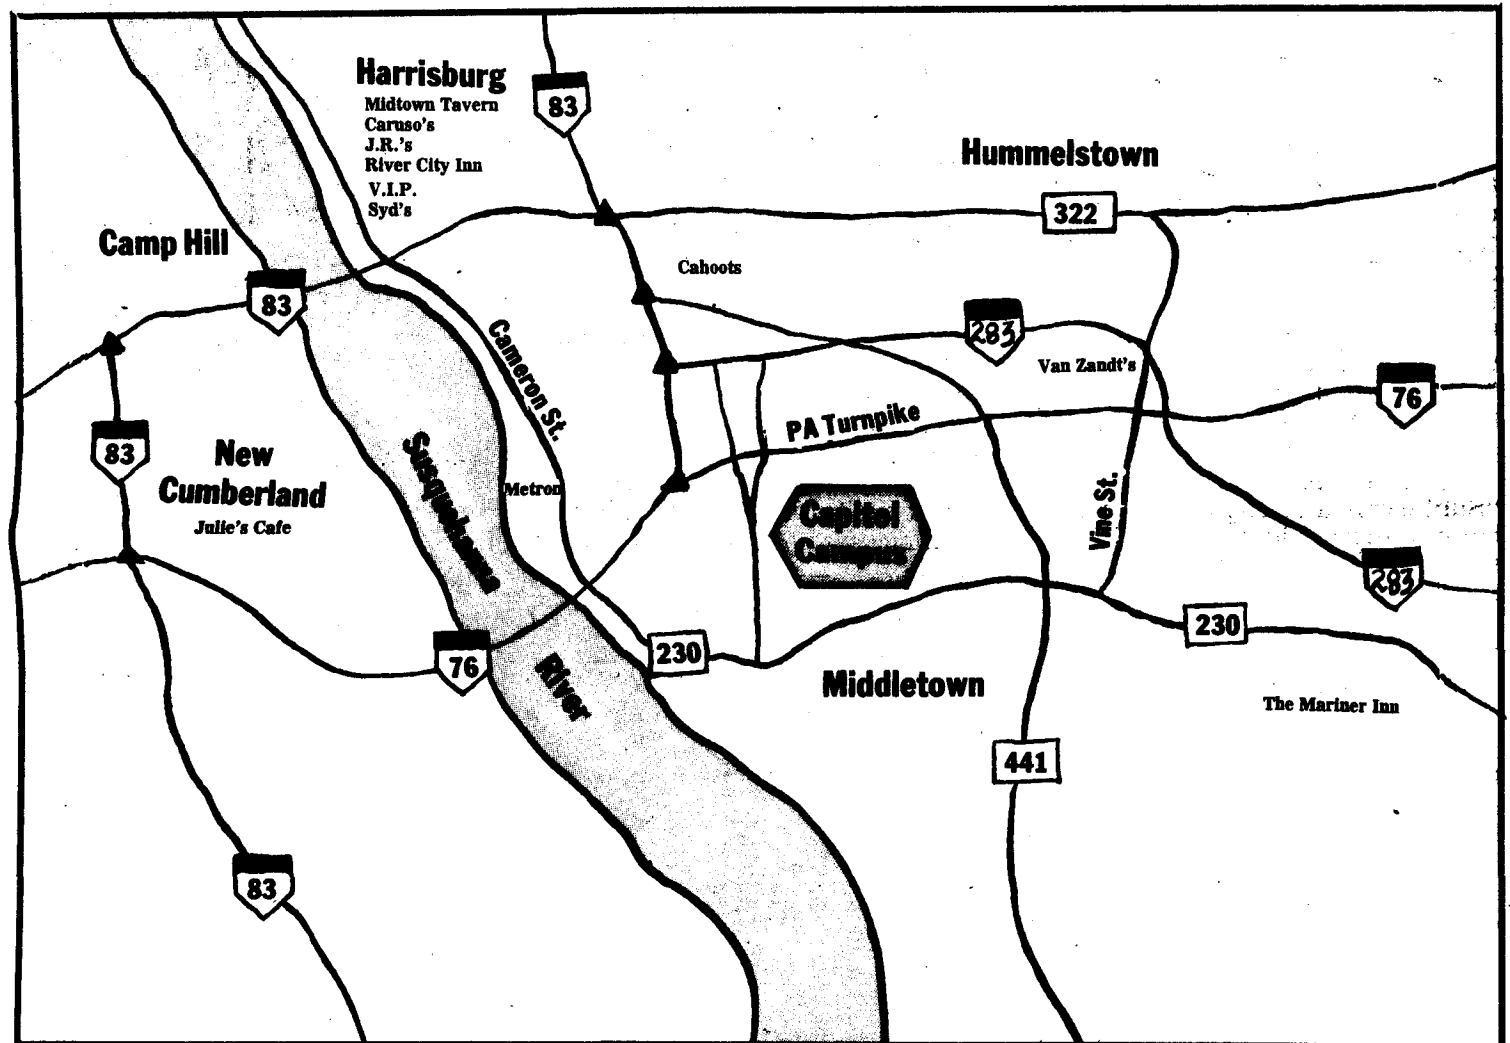 Harrisburg
Midtown Tavern
Caruso's
J.R.'s
River City Inn
V.I.P.
Syd's
83
Hummelstown
322
Camp Hill
83
Cahoots
283
Cameron St.
Van Zandt's
76
PA Turnpike
83
New
Cumberland
Julie's Cafe
Metron
Susquehanna
River
Capitol
Campus
Vine St.
283
230
230
76
Middletown
The Mariner Inn
441
83